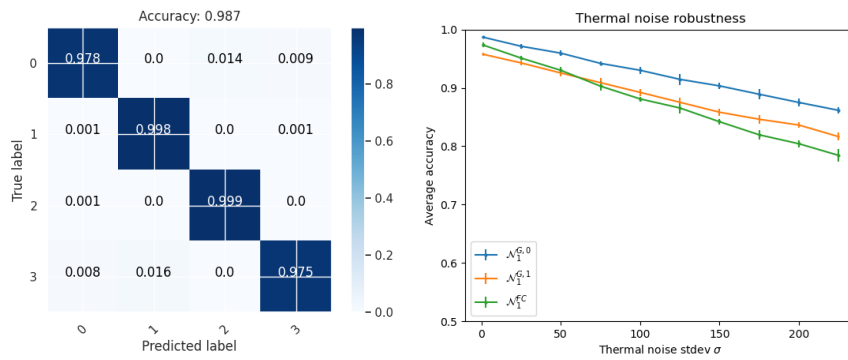 Accuracy: 0.987
True label
0
0.978 0.0 0.014 0.009
1
0.001 0.998 0.0 0.001
2
0.001 0.0 0.999 0.0
3
0.008 0.016 0.0 0.975
0 1 2 3
Predicted label
0.8
0.6
0.4
0.2
0.0
Thermal noise robustness
Average accuracy
1.0
0.9
0.8
0.7
0.6
0.5
𝒩₁ᴳ,⁰
𝒩₁ᴳ,¹
𝒩₁ᶠᶜ
0 50 100 150 200
Thermal noise stdev σ